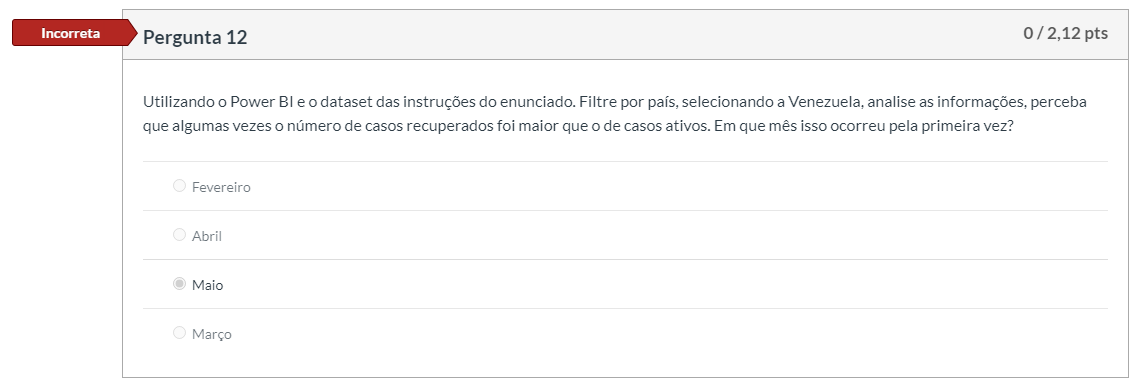 Incorreta
Pergunta 12
0 / 2,12 pts
Utilizando o Power BI e o dataset das instruções do enunciado. Filtre por país, selecionando a Venezuela, analise as informações, perceba
que algumas vezes o número de casos recuperados foi maior que o de casos ativos. Em que mês isso ocorreu pela primeira vez?
Fevereiro
Abril
Maio
Março